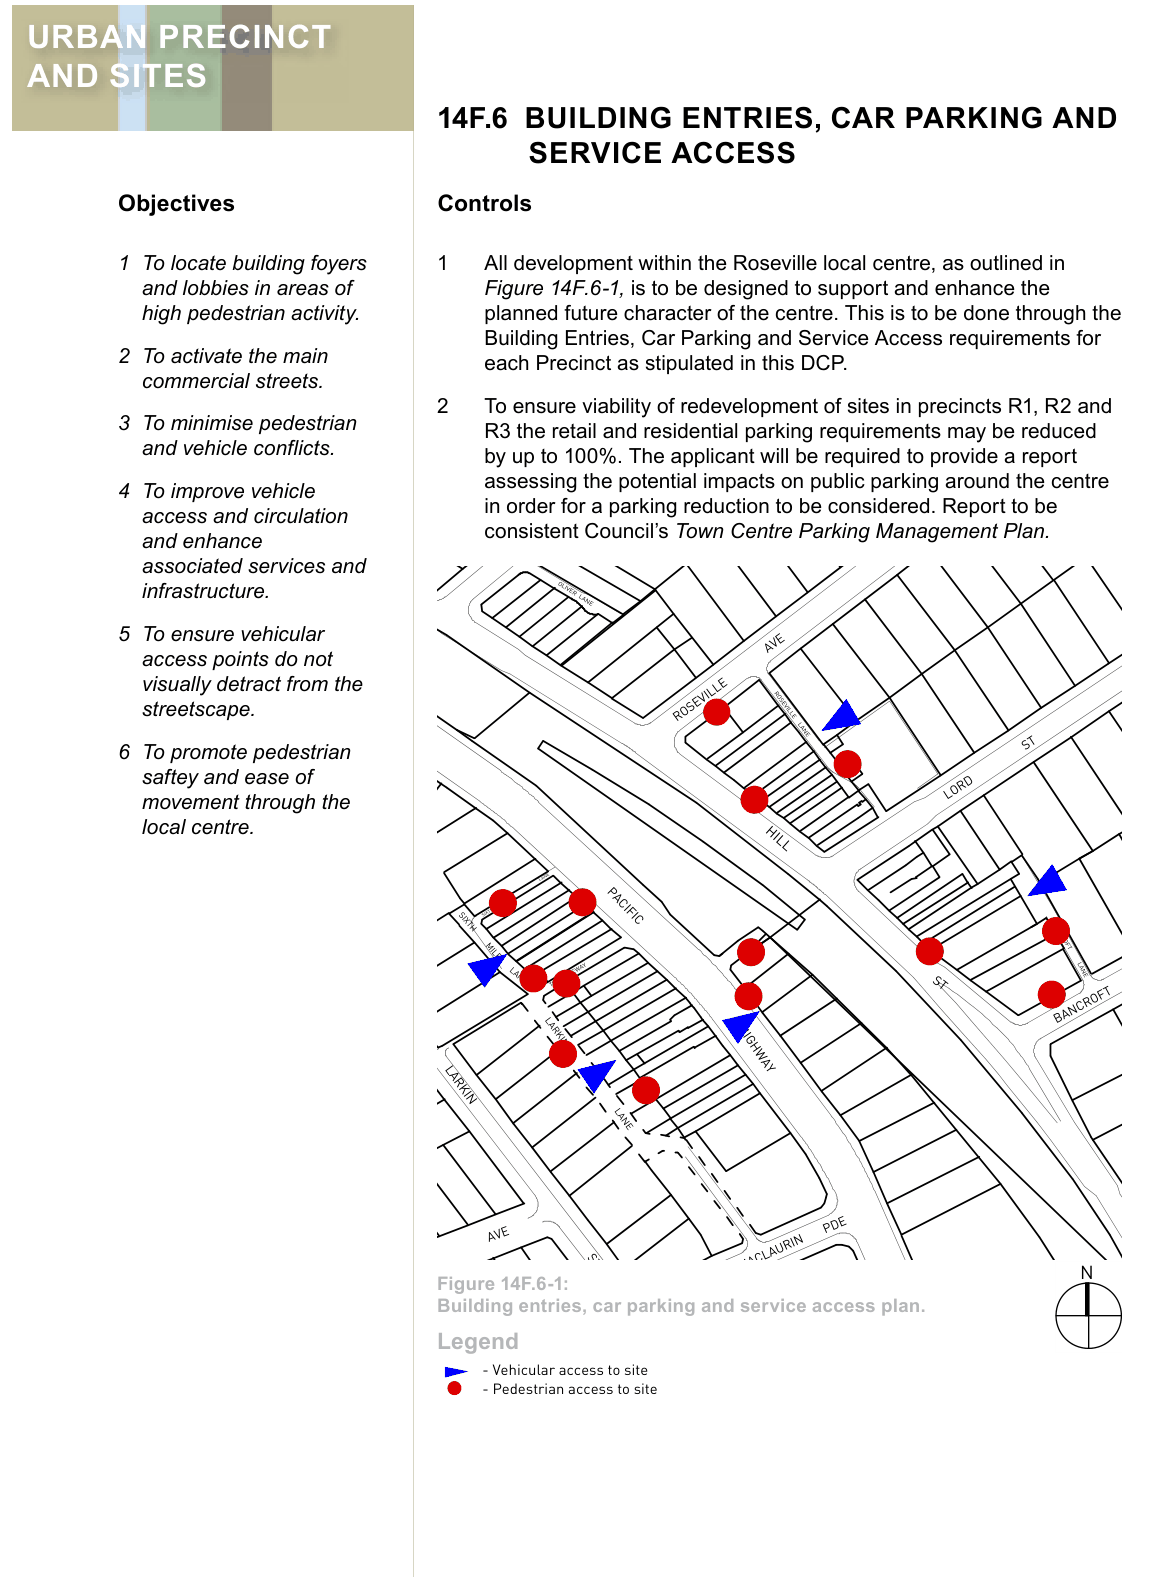 URBAN PRECINCT
AND SITES
14F.6 BUILDING ENTRIES, CAR PARKING AND
SERVICE ACCESS
Objectives
1 To locate building foyers
and lobbies in areas of
high pedestrian activity.
2 To activate the main
commercial streets.
3 To minimise pedestrian
and vehicle conflicts.
4 To improve vehicle
access and circulation
and enhance
associated services and
infrastructure.
5 To ensure vehicular
access points do not
visually detract from the
streetscape.
6 To promote pedestrian
saftey and ease of
movement through the
local centre.
Controls
1 All development within the Roseville local centre, as outlined in
Figure 14F.6-1, is to be designed to support and enhance the
planned future character of the centre. This is to be done through the
Building Entries, Car Parking and Service Access requirements for
each Precinct as stipulated in this DCP.
2 To ensure viability of redevelopment of sites in precincts R1, R2 and
R3 the retail and residential parking requirements may be reduced
by up to 100%. The applicant will be required to provide a report
assessing the potential impacts on public parking around the centre
in order for a parking reduction to be considered. Report to be
consistent Council's Town Centre Parking Management Plan.
OLIVER LANE
ROSEVILLE AVE
ROSEVILLE LANE
LORD ST
HILL
ST
PACIFIC
SIXTH
WAY
LANE
BANCROFT
LARKIN
LANE
AVE
PDE
Figure 14F.6-1:
Building entries, car parking and service access plan.
N
Legend
- Vehicular access to site
- Pedestrian access to site